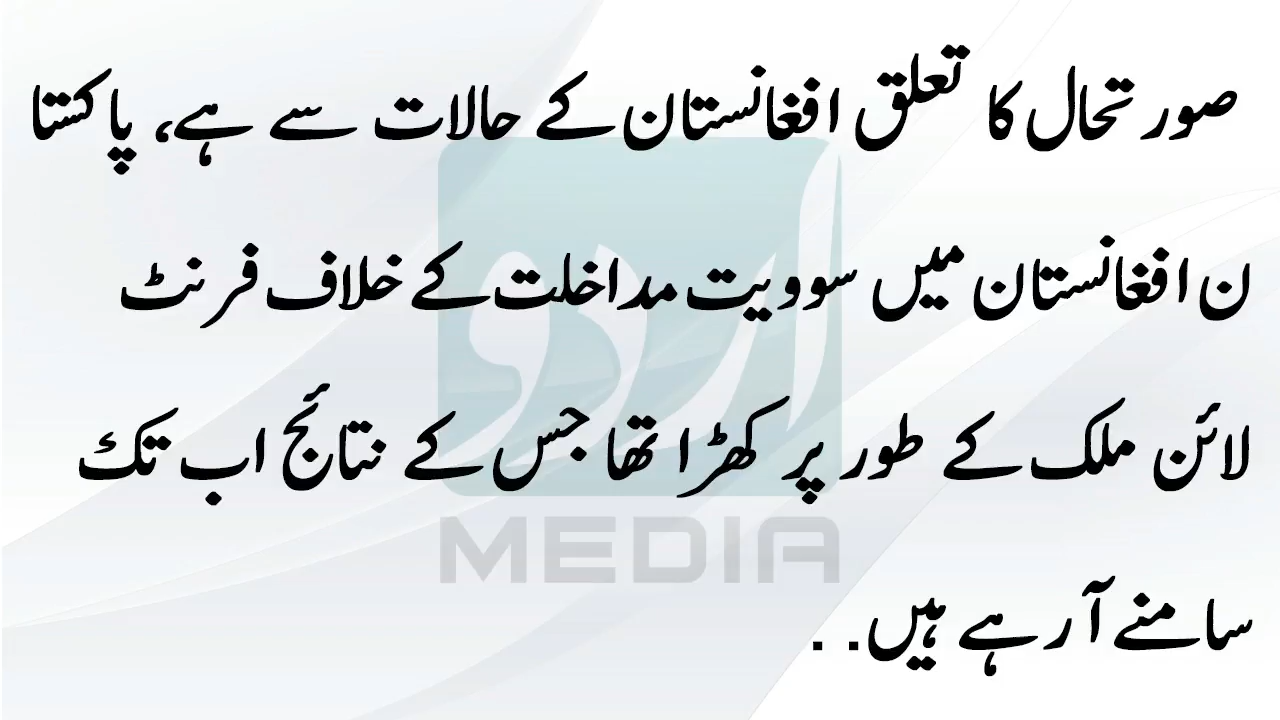 صورتحال کا تعلق افغانستان کے حالات سے ہے، پاکستا
ن افغانستان میں سوویت مداخلت کے خلاف فرنٹ
لائن ملک کے طور پر کھڑا تھا جس کے نتائج اب تک
سامنے آرہے ہیں. .
اردو
MEDIA